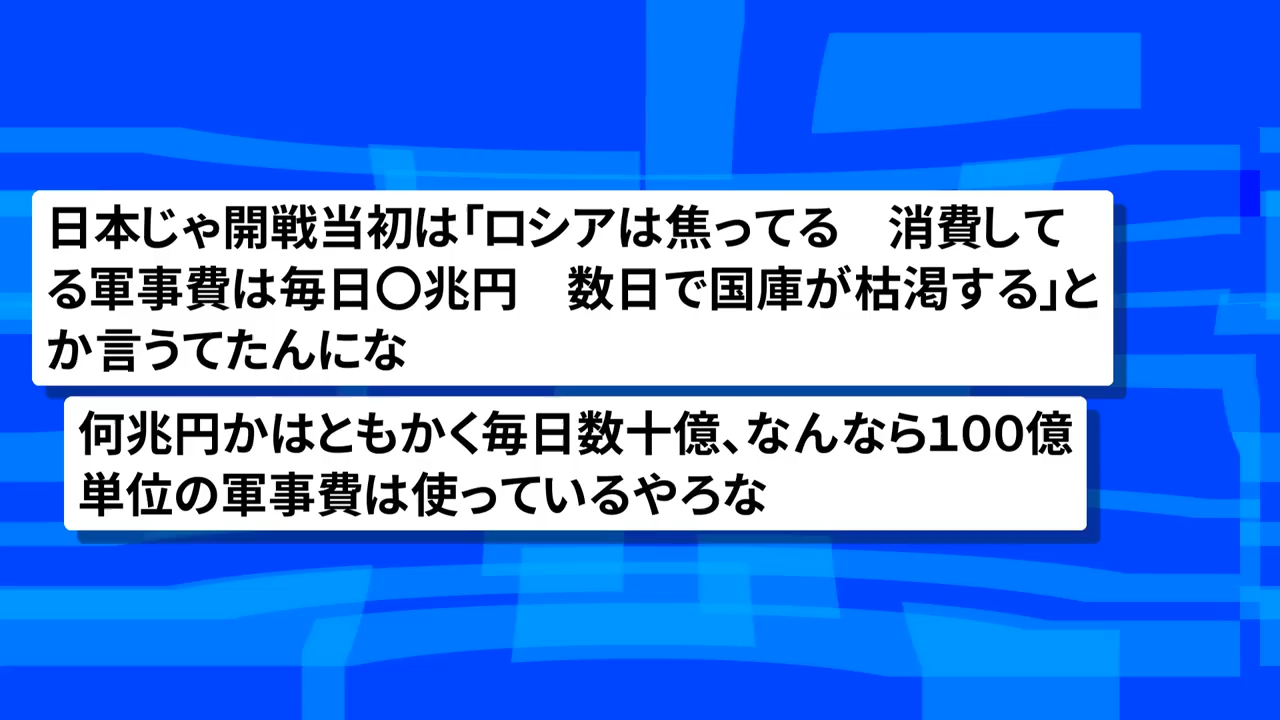 日本じゃ開戦当初は「ロシアは焦ってる　消費して
る軍事費は毎日〇兆円　数日で国庫が枯渇する」と
か言うてたんにな
何兆円かはともかく毎日数十億、なんなら100億
単位の軍事費は使っているやろな